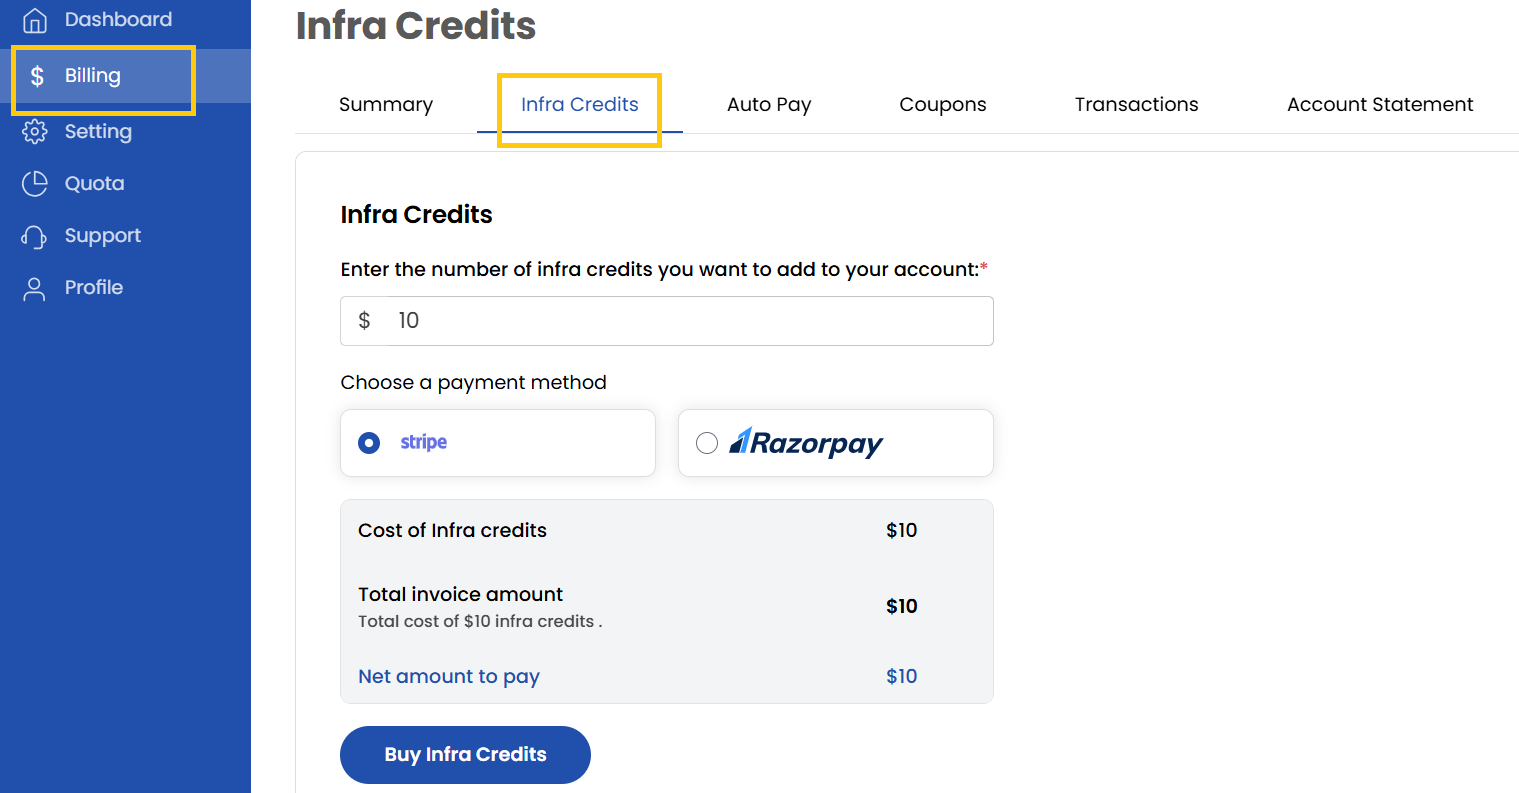 Dashboard
$ Billing
Setting
Quota
Support
Profile
Infra Credits
Summary Infra Credits Auto Pay Coupons Transactions Account Statement
Infra Credits
Enter the number of infra credits you want to add to your account:*
$ 10
Choose a payment method
stripe Razorpay
Cost of Infra credits $10
Total invoice amount $10
Total cost of $10 infra credits .
Net amount to pay $10
Buy Infra Credits